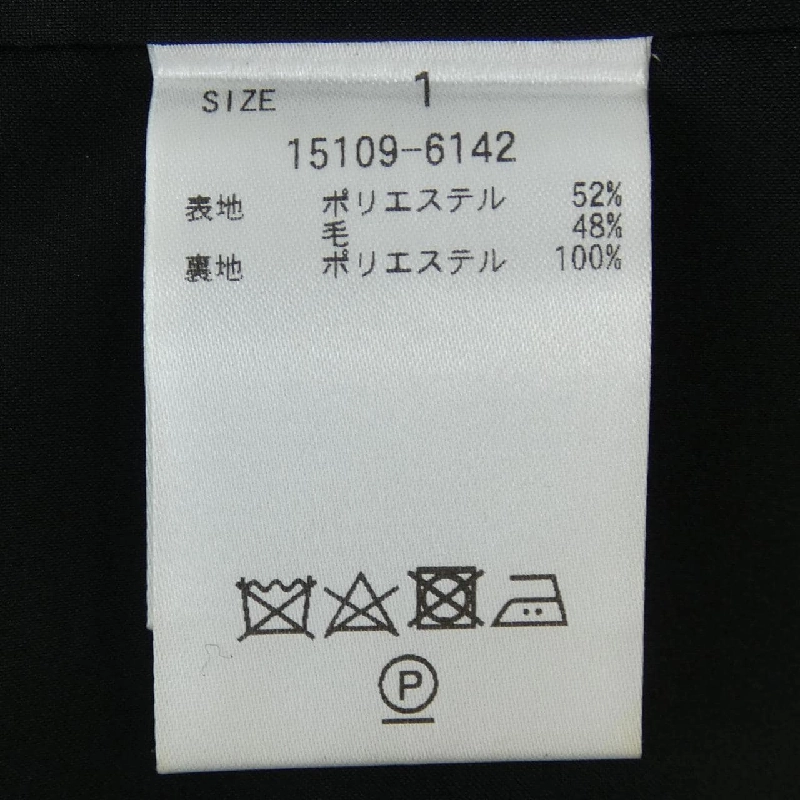 SIZE 1
15109-6142
表地 ポリエステル 52%
毛 48%
裏地 ポリエステル 100%
P